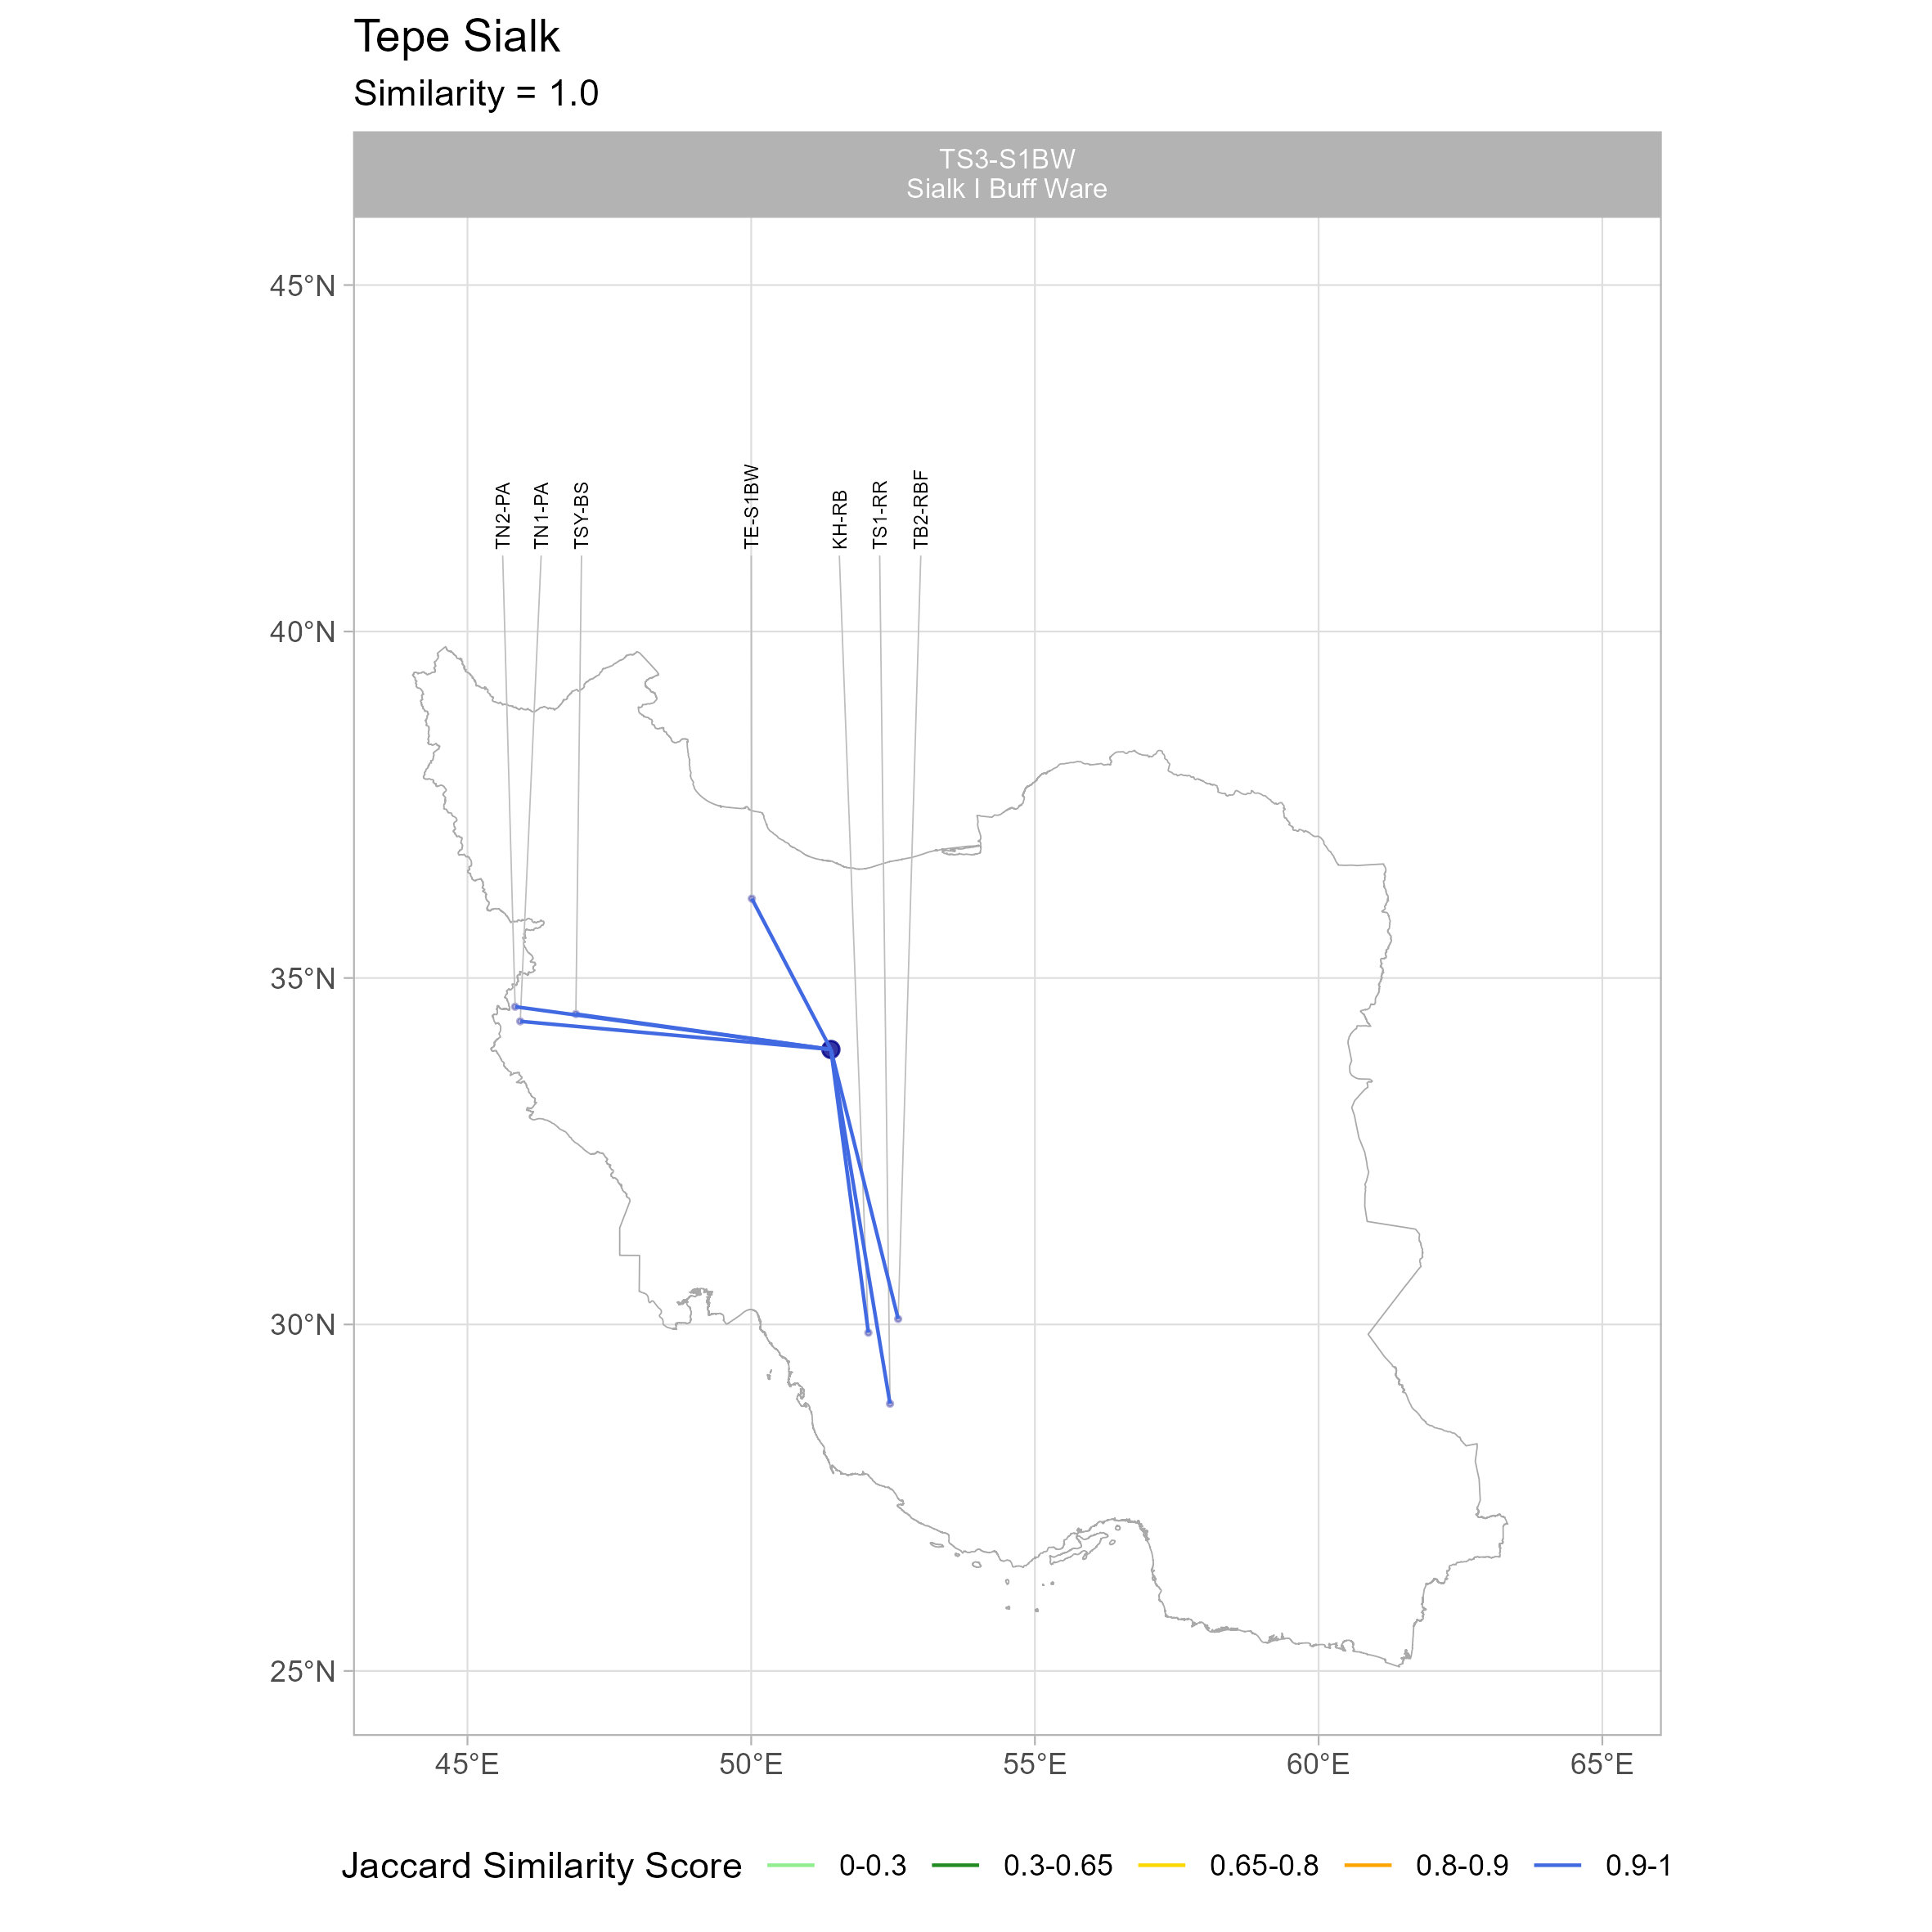 Tepe Sialk
Similarity = 1.0
TS3-S1BW
Sialk I Buff Ware
45°N
40°N
35°N
30°N
25°N
TN2-PA
TN1-PA
TSY-BS
TE-S1BW
KH-RB
TS1-RR
TB2-RBF
45°E 50°E 55°E 60°E 65°E
Jaccard Similarity Score 0-0.3 0.3-0.65 0.65-0.8 0.8-0.9 0.9-1